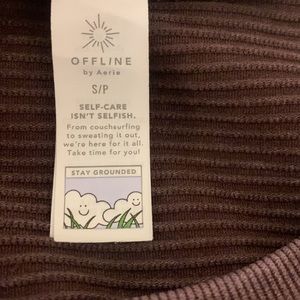 OFFLINE
by Aerie
S/P
SELF-CARE
ISN'T SELFISH.
From couchsurfing
to sweating it out,
we're here for it all.
Take time for you!
STAY GROUNDED